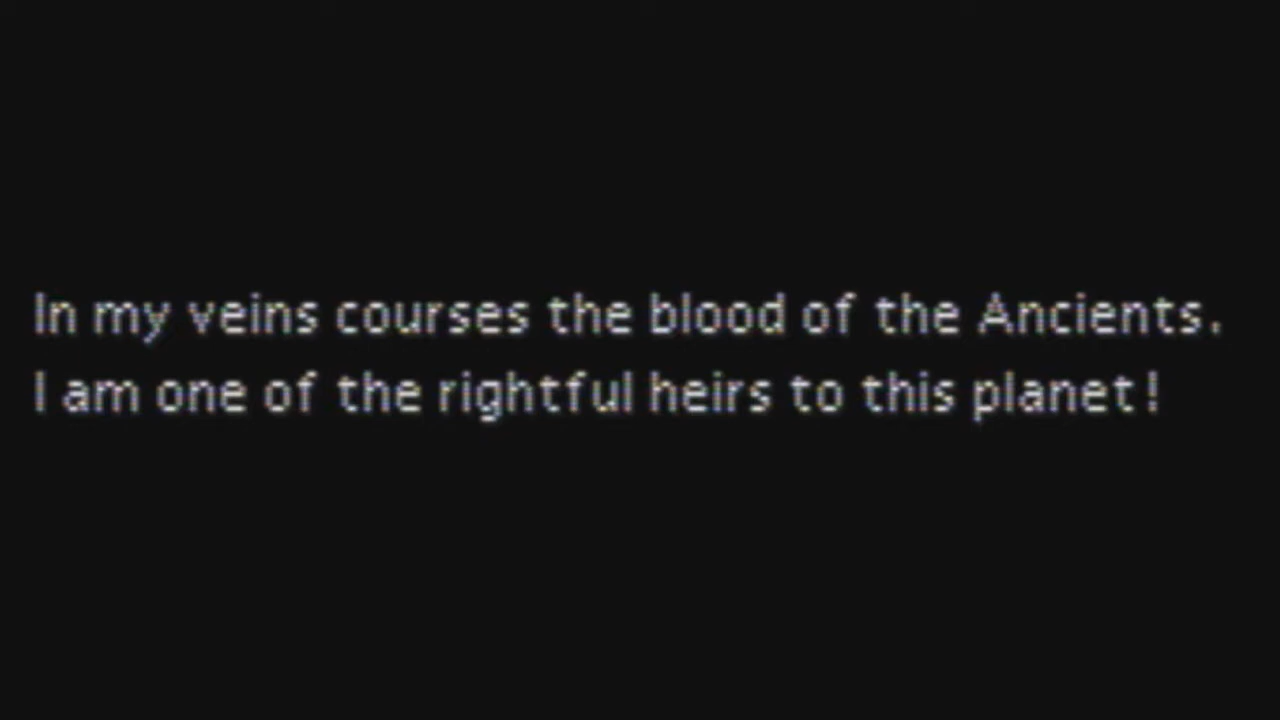 In my veins courses the blood of the Ancients.
I am one of the rightful heirs to this planet!